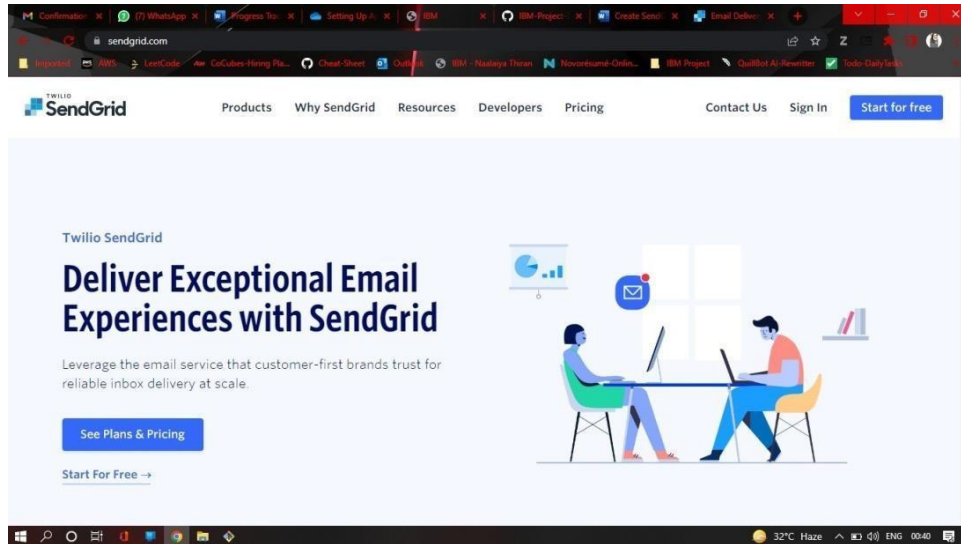 Confirmation
(7) WhatsApp
Progress Tra
Setting Up A
IBM
IBM-Project
Create Send
Email Deliver
sendgrid.com
Imported
AWS
LeetCode
CoCubes-Hiring Pla...
Cheat-Sheet
Outlook
IBM - Naalaiya Thiran
Novorésumé-Onlin...
IBM Project
QuillBot AI-Rewritter
Todo-DailyTasks
TWILIO
SendGrid
Products
Why SendGrid
Resources
Developers
Pricing
Contact Us
Sign In
Start for free
Twilio SendGrid
Deliver Exceptional Email
Experiences with SendGrid
Leverage the email service that customer-first brands trust for
reliable inbox delivery at scale.
See Plans & Pricing
Start For Free →
32°C Haze
ENG
00:40